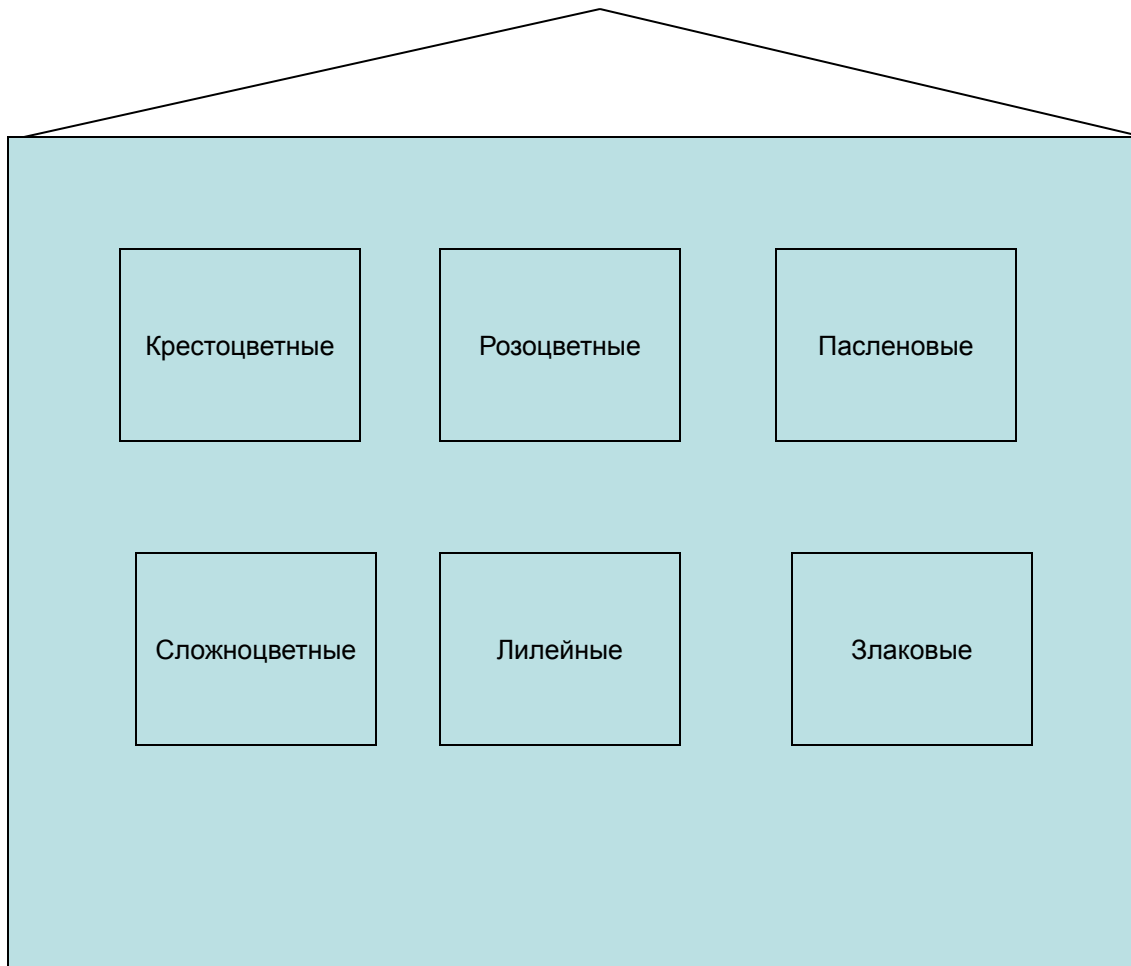 Крестоцветные
Розоцветные
Пасленовые
Сложноцветные
Лилейные
Злаковые